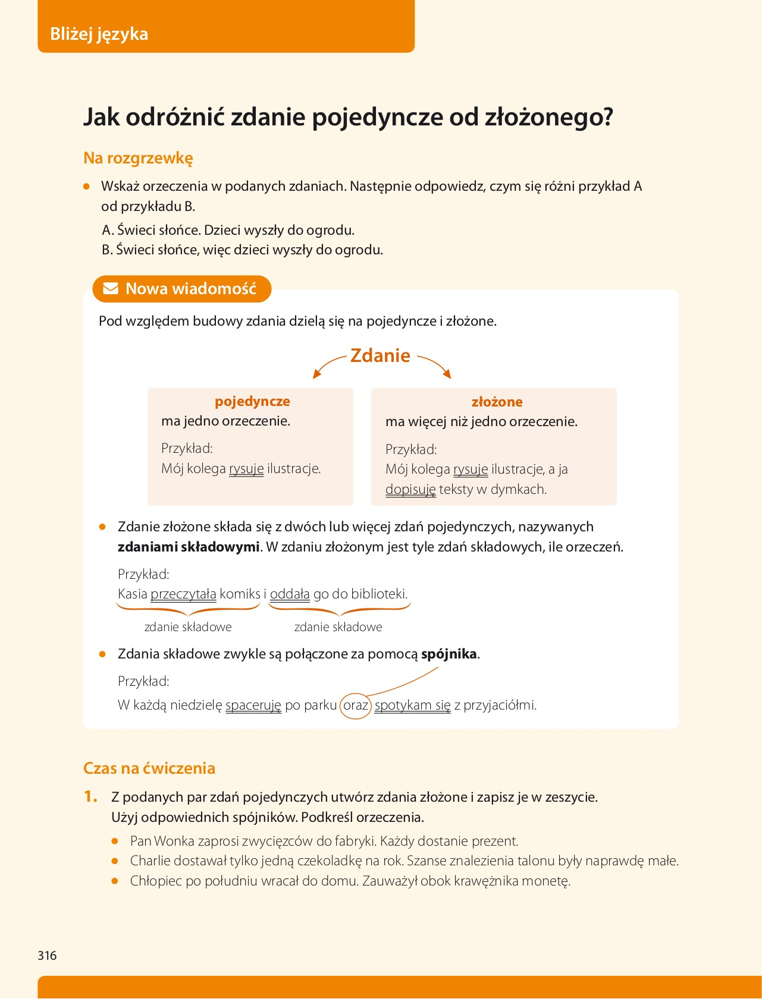 Bliżej języka
Jak odróżnić zdanie pojedyncze od złożonego?
Na rozgrzewkę
Wskaż orzeczenia w podanych zdaniach. Następnie odpowiedz, czym się różni przykład A
od przykładu B.
A. Świeci słońce. Dzieci wyszły do ogrodu.
B. Świeci słońce, więc dzieci wyszły do ogrodu.
Nowa wiadomość
Pod względem budowy zdania dzielą się na pojedyncze i złożone.
Zdanie
pojedyncze
ma jedno orzeczenie.
Przykład:
Mój kolega rysuje ilustracje.
złożone
ma więcej niż jedno orzeczenie.
Przykład:
Mój kolega rysuje ilustracje, a ja
dopisuję teksty w dymkach.
Zdanie złożone składa się z dwóch lub więcej zdań pojedynczych, nazywanych
zdaniami składowymi. W zdaniu złożonym jest tyle zdań składowych, ile orzeczeń.
Przykład:
Kasia przeczytała komiks i oddała go do biblioteki.
zdanie składowe zdanie składowe
Zdania składowe zwykle są połączone za pomocą spójnika.
Przykład:
W każdą niedzielę spaceruję po parku oraz spotykam się z przyjaciółmi.
Czas na ćwiczenia
1. Z podanych par zdań pojedynczych utwórz zdania złożone i zapisz je w zeszycie.
Użyj odpowiednich spójników. Podkreśl orzeczenia.
Pan Wonka zaprosi zwycięzców do fabryki. Każdy dostanie prezent.
Charlie dostawał tylko jedną czekoladkę na rok. Szanse znalezienia talonu były naprawdę małe.
Chłopiec po południu wracał do domu. Zauważył obok krawężnika monetę.
316